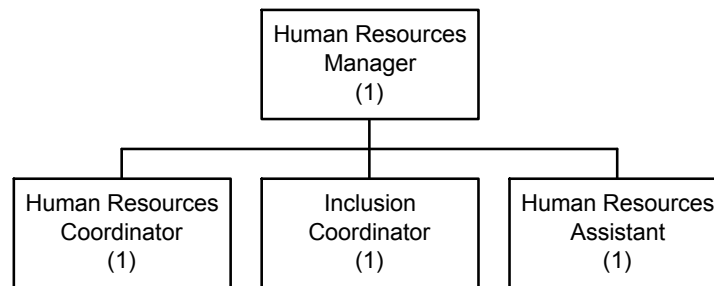 Human Resources
Manager
(1)
Human Resources
Coordinator
(1)
Inclusion
Coordinator
(1)
Human Resources
Assistant
(1)